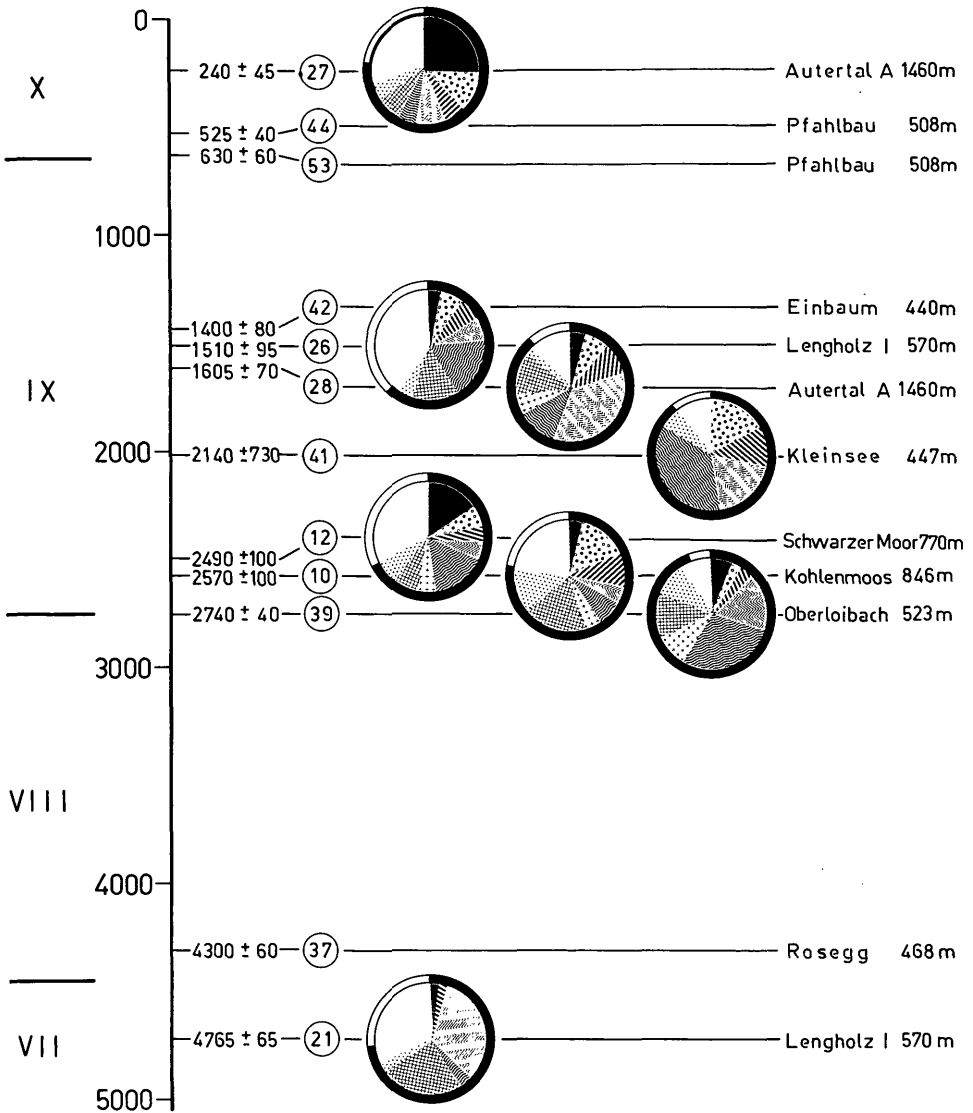 0
X
240 ± 45 27 Autertal A 1460m
525 ± 40 44 Pfahlbau 508m
630 ± 60 53 Pfahlbau 508m
1000
1400 ± 80 42 Einbaum 440m
1510 ± 95 26 Lengholz I 570m
1605 ± 70 28 Autertal A 1460m
IX
2000
2140 ±730 41 Kleinsee 447m
2490 ±100 12 Schwarzer Moor 770m
2570 ±100 10 Kohlenmoos 846m
2740 ± 40 39 Oberloibach 523m
3000
VIII
4000
4300 ± 60 37 Rosegg 468m
VII
4765 ± 65 21 Lengholz I 570m
5000